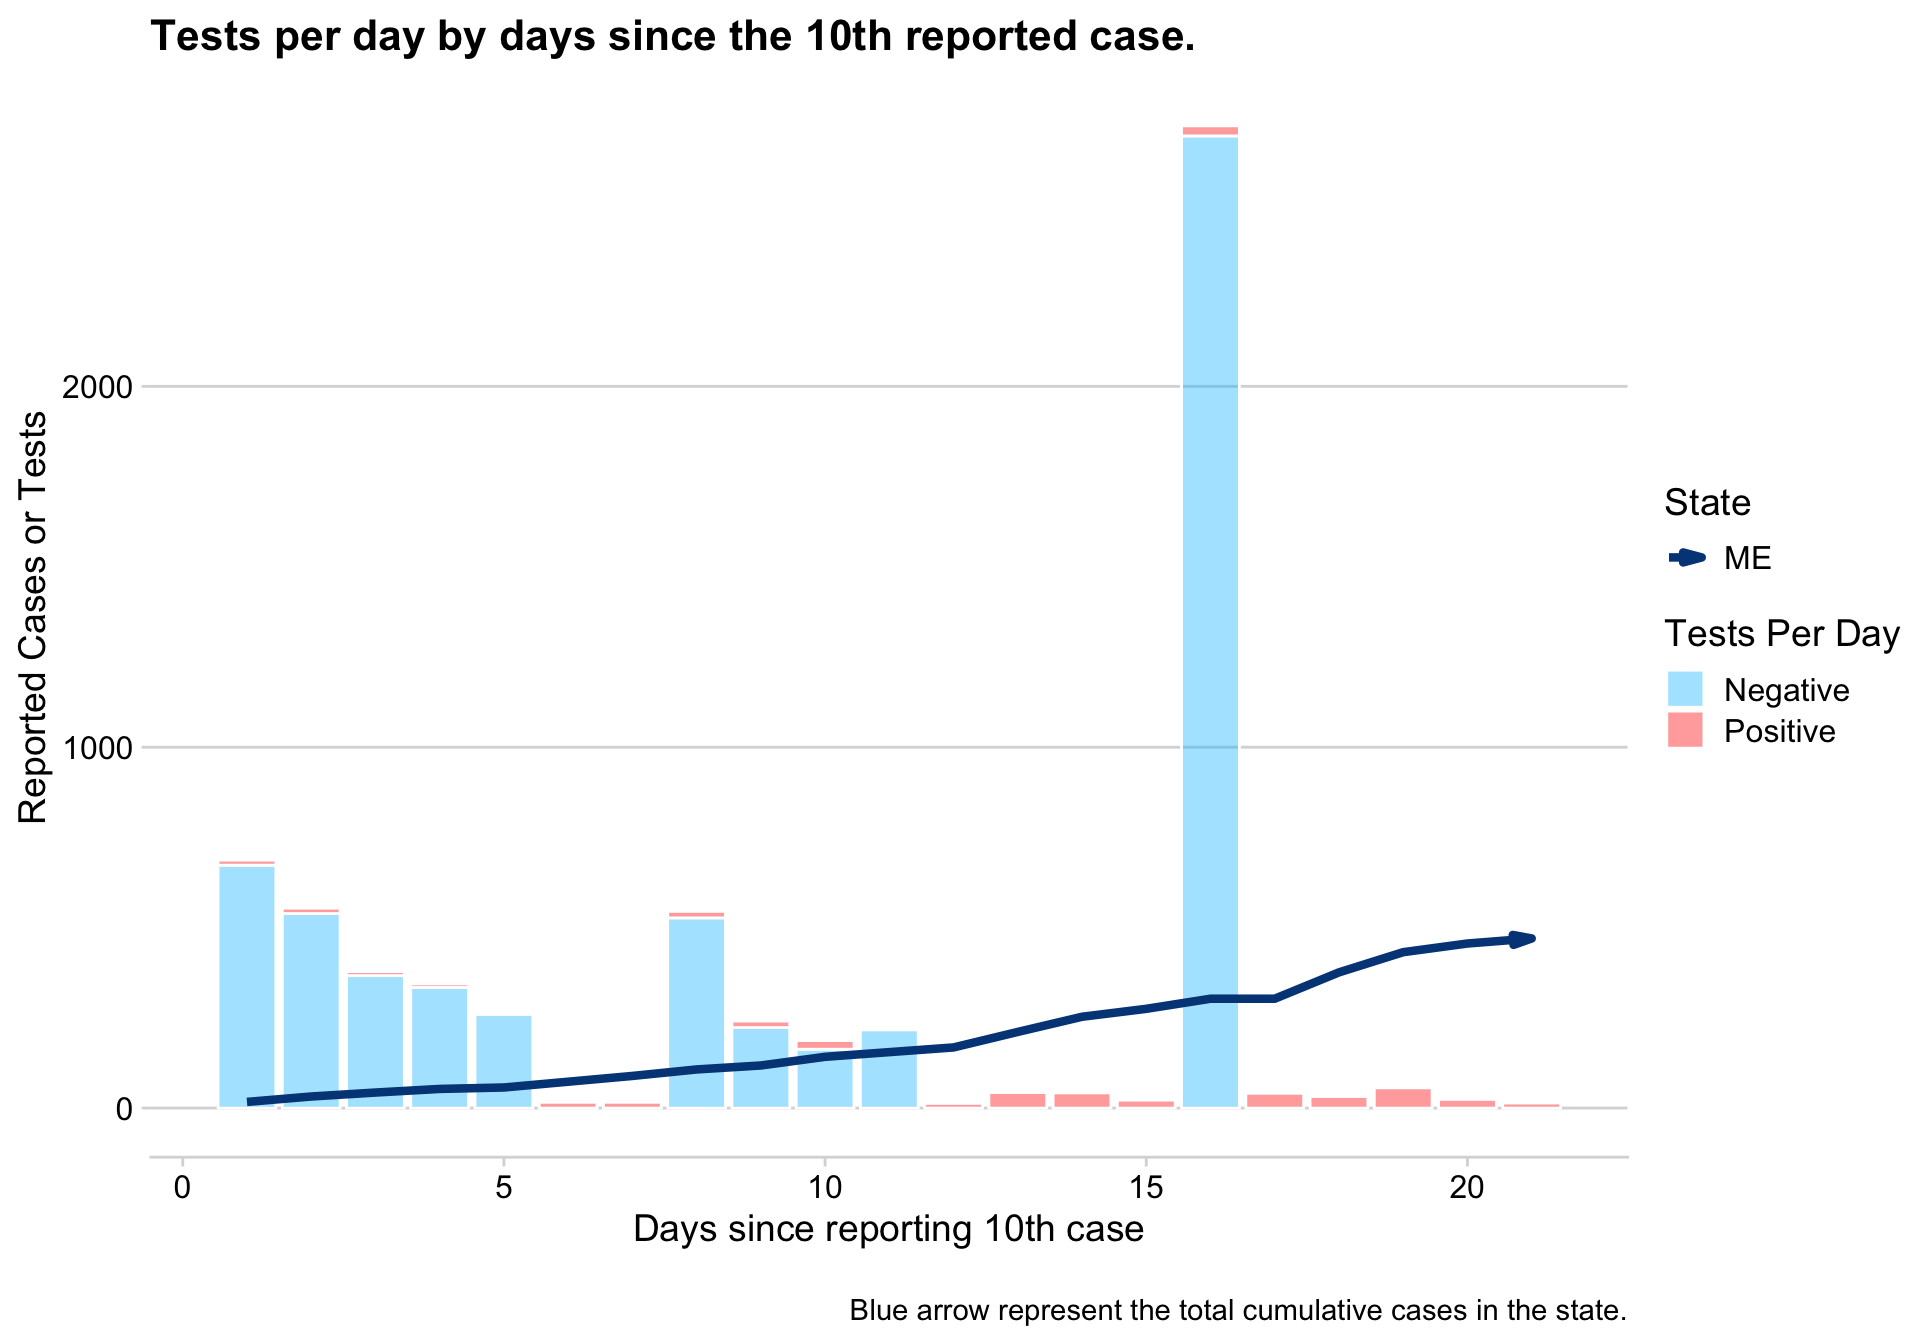 Tests per day by days since the 10th reported case.
Reported Cases or Tests
2000
1000
0
0 5 10 15 20
Days since reporting 10th case
State
ME
Tests Per Day
Negative
Positive
Blue arrow represent the total cumulative cases in the state.